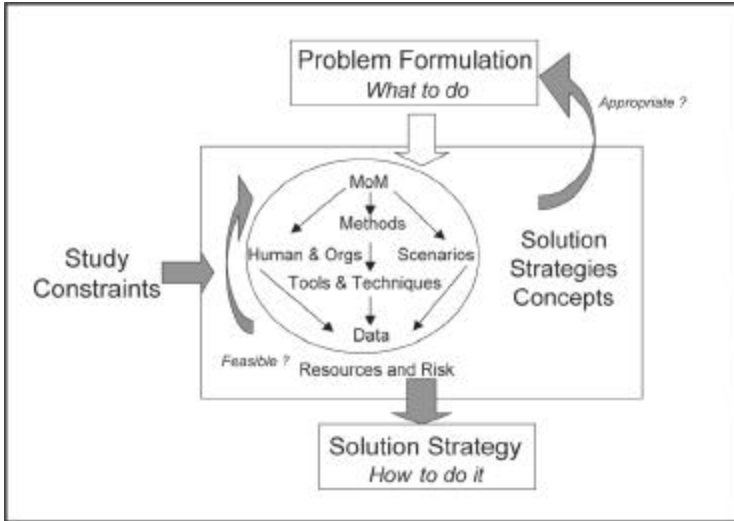 Problem Formulation
What to do
Appropriate ?
MoM
Methods
Human & Orgs
Scenarios
Tools & Techniques
Data
Study
Constraints
Solution
Strategies
Concepts
Feasible ?
Resources and Risk
Solution Strategy
How to do it